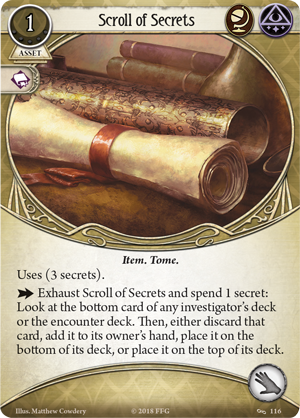 1
Scroll of Secrets
ASSET
Item. Tome.
Uses (3 secrets).
Exhaust Scroll of Secrets and spend 1 secret:
Look at the bottom card of any investigator's deck
or the encounter deck. Then, either discard that
card, add it to its owner's hand, place it on the
bottom of its deck, or place it on the top of its deck.
Illus. Matthew Cowdery
© 2018 FFG
116